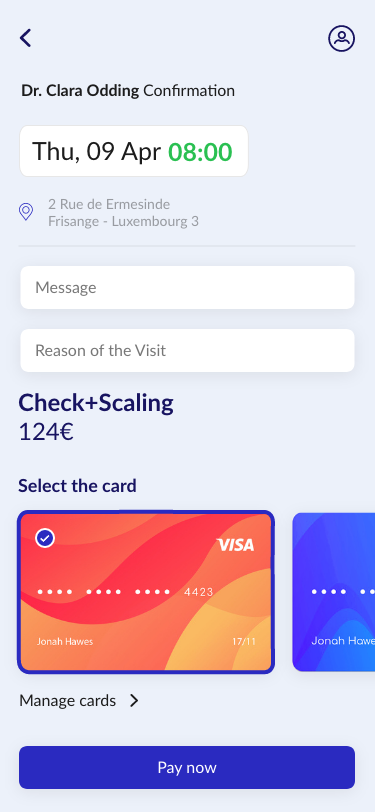 Dr. Clara Odding Confirmation
Thu, 09 Apr 08:00
2 Rue de Ermesinde
Frisange - Luxembourg 3
Message
Reason of the Visit
Check+Scaling
124€
Select the card
VISA
•••• •••• •••• 4423
•••• ••
Jonah Hawes 17/11
Jonah Hawe
Manage cards
Pay now